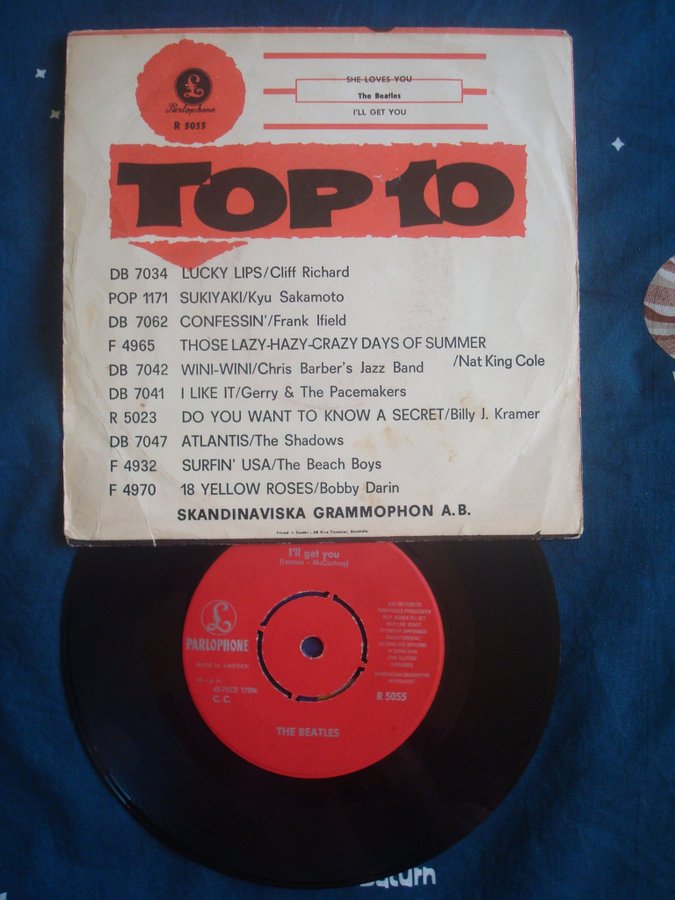 SHE LOVES YOU
The Beatles
I'LL GET YOU
£
Parlophone
R 5055
TOP 10
DB 7034 LUCKY LIPS/Cliff Richard
POP 1171 SUKIYAKI/Kyu Sakamoto
DB 7062 CONFESSIN'/Frank Ifield
F 4965 THOSE LAZY-HAZY-CRAZY DAYS OF SUMMER
/Nat King Cole
DB 7042 WINI-WINI/Chris Barber's Jazz Band
DB 7041 I LIKE IT/Gerry & The Pacemakers
R 5023 DO YOU WANT TO KNOW A SECRET/Billy J. Kramer
DB 7047 ATLANTIS/The Shadows
F 4932 SURFIN' USA/The Beach Boys
F 4970 18 YELLOW ROSES/Bobby Darin
SKANDINAVISKA GRAMMOPHON A.B.
I'll get you
(Lennon - McCartney)
£
PARLOPHONE
MADE IN SWEDEN
45-7XCE 17396
C. C.
R 5055
THE BEATLES
Saturn